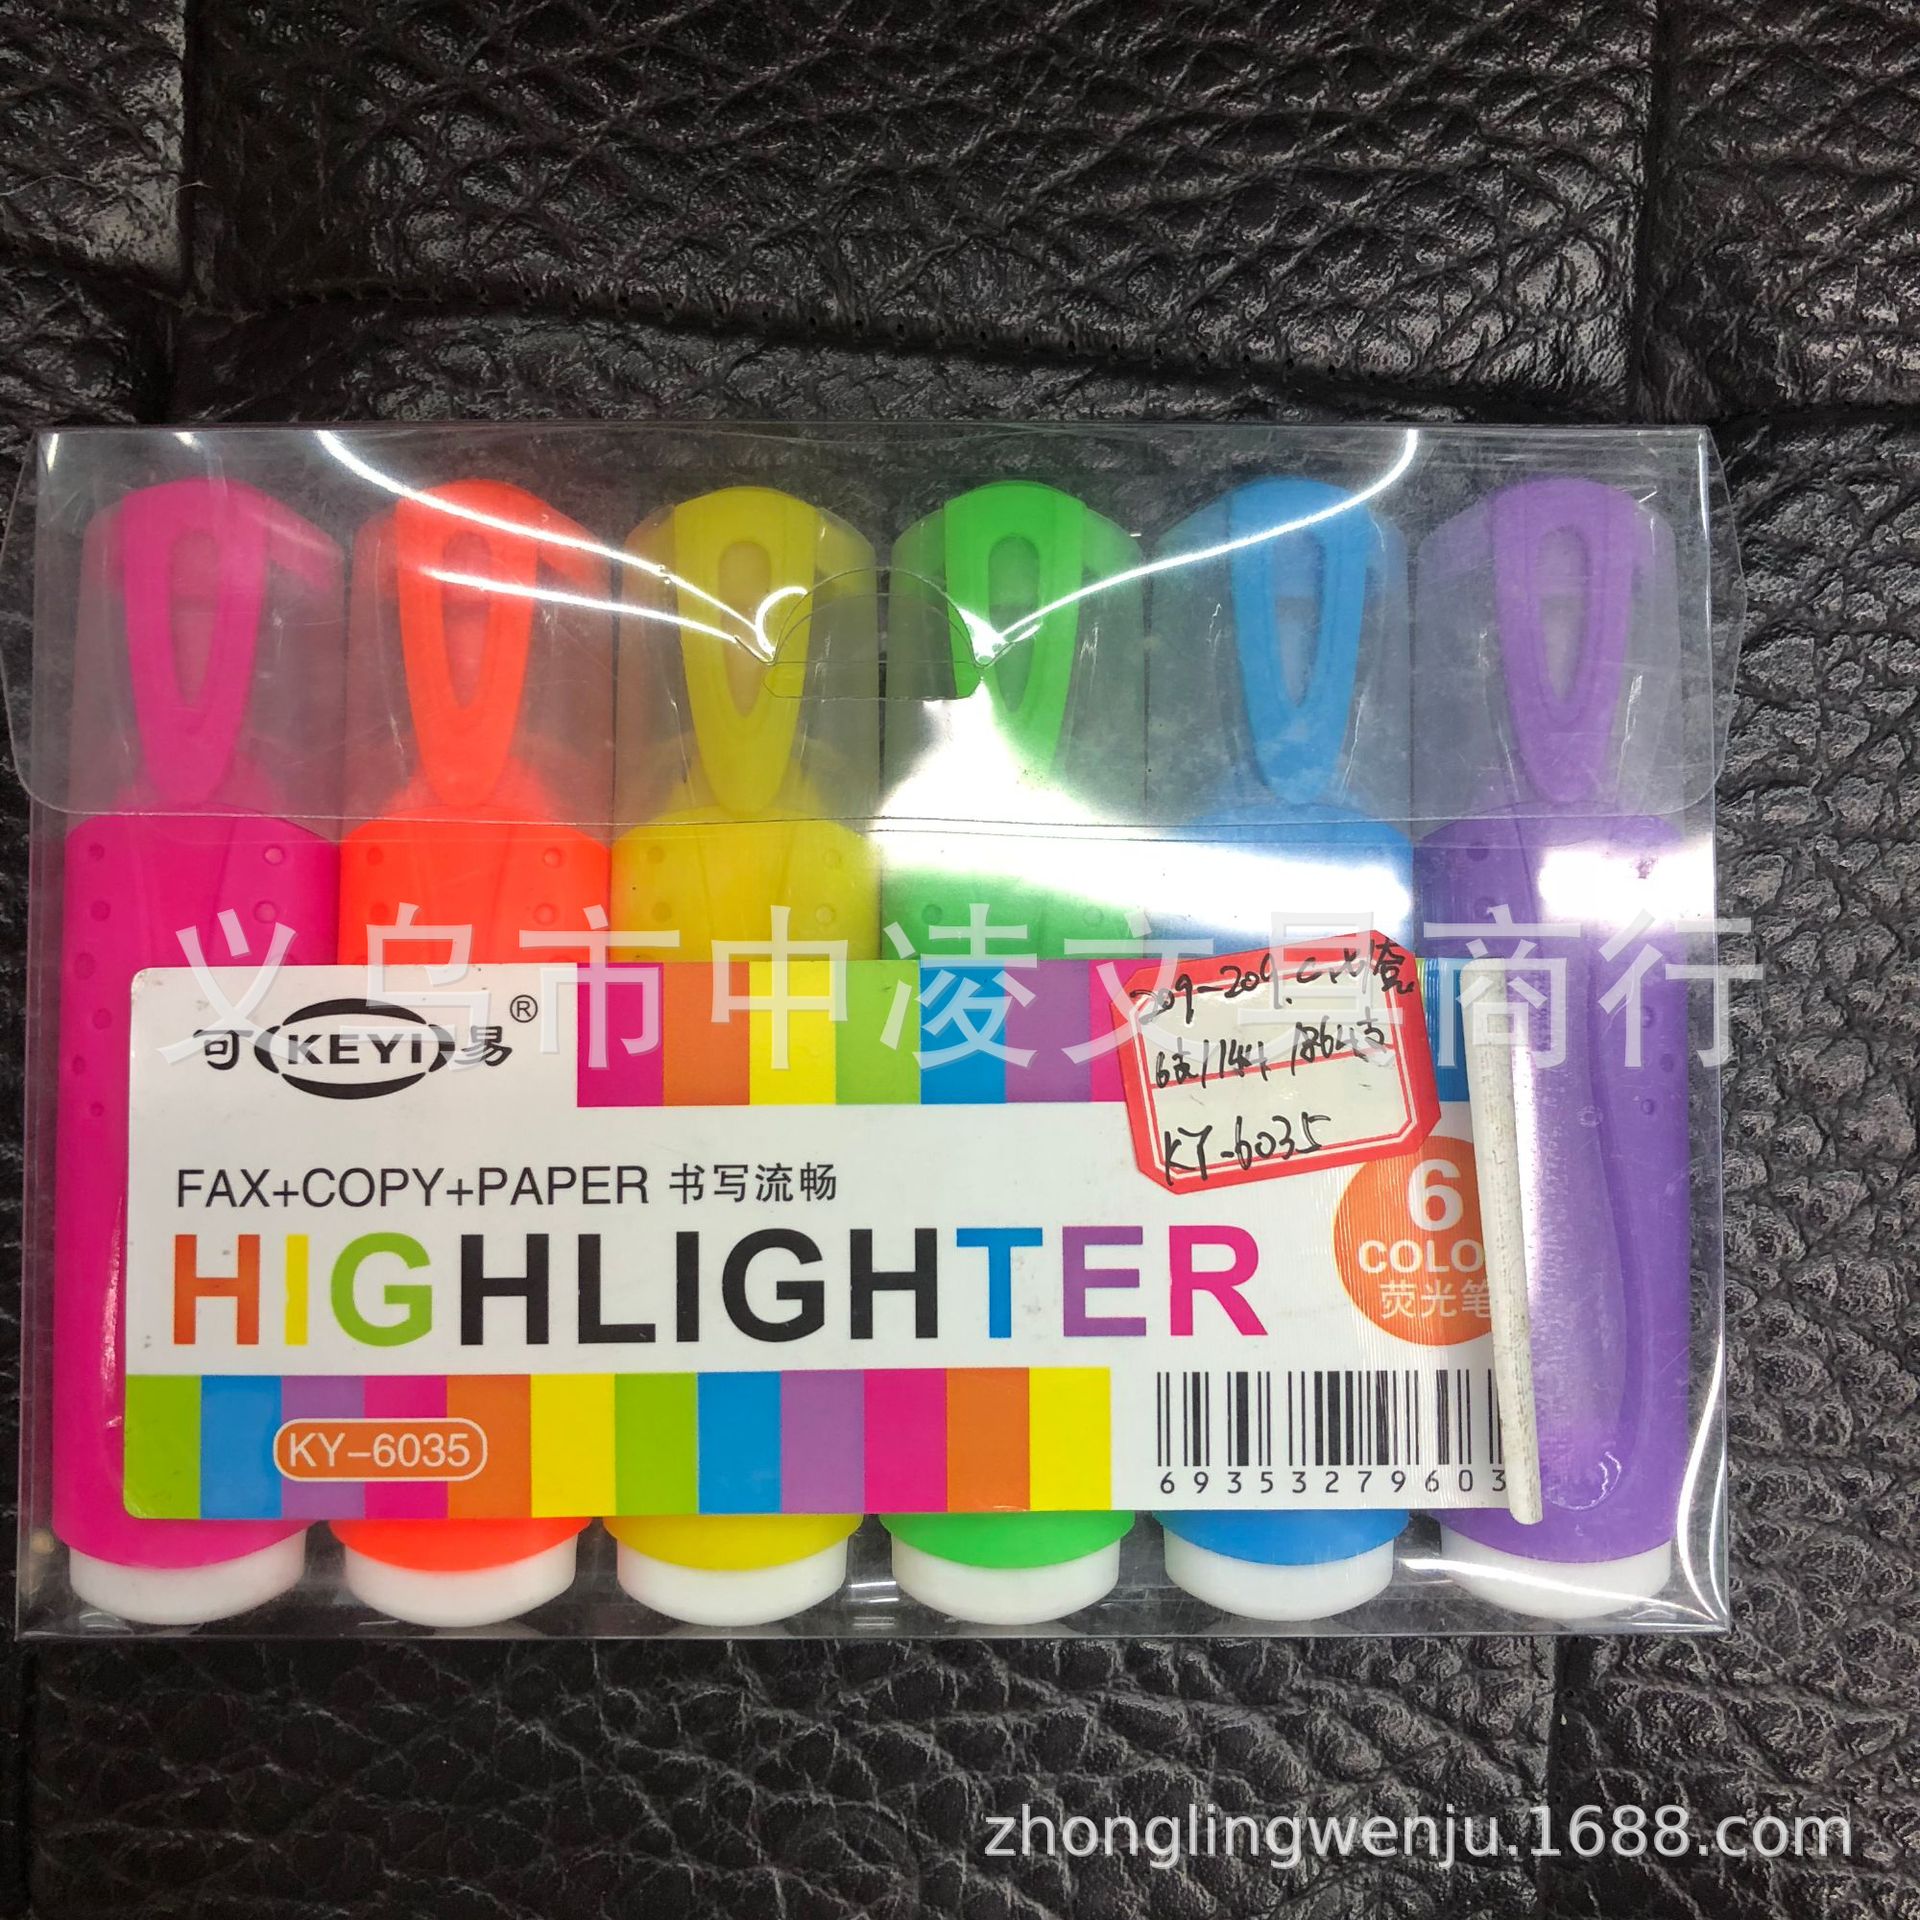 义乌市中凌文具商行
可 KEYI 易 ®
KY-6035
FAX+COPY+PAPER 书写流畅
HIGHLIGHTER
6
COLO
荧光笔
KY-6035
69353279603
zhonglingwenju.1688.com